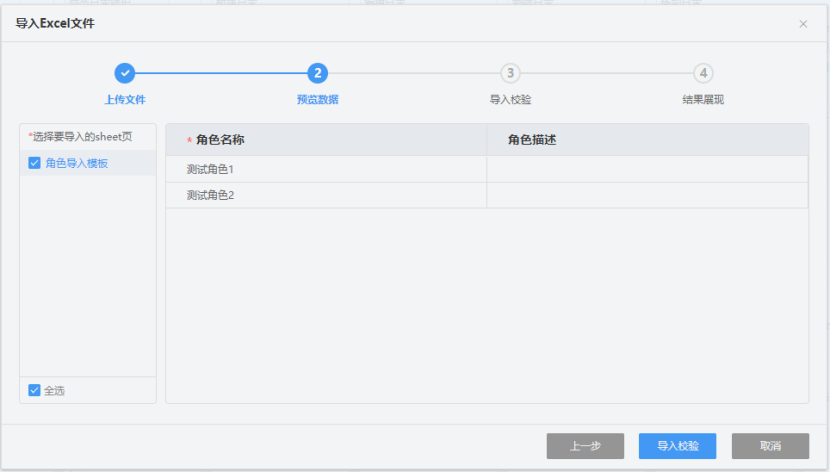 导入Excel文件
×
2
3
4
上传文件
预览数据
导入校验
结果展现
*选择要导入的sheet页
角色导入模板
全选
* 角色名称
角色描述
测试角色1
测试角色2
上一步
导入校验
取消